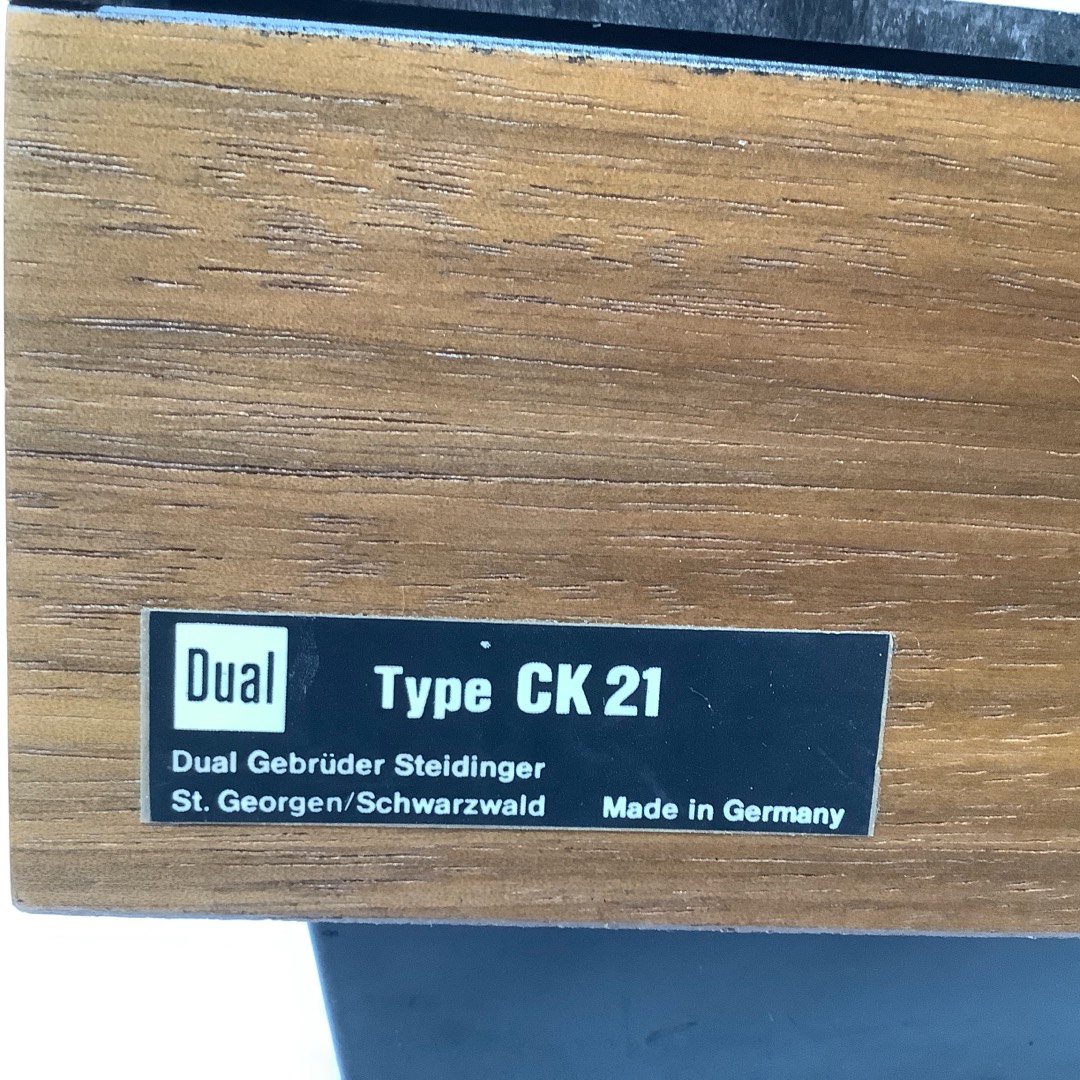 Dual
Type CK 21
Dual Gebrüder Steidinger
St. Georgen/Schwarzwald Made in Germany